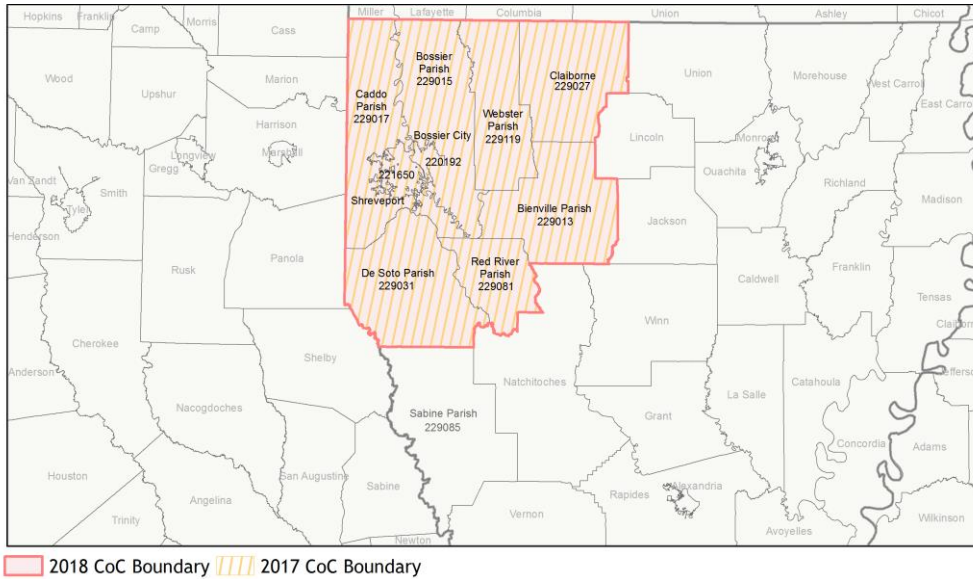 Hopkins
Franklin
Camp
Morris
Cass
Miller
Lafayette
Columbia
Union
Ashley
Chicot
Wood
Upshur
Marion
Harrison
Marshall
Longview
Gregg
Van Zandt
Smith
Tyler
Henderson
Rusk
Panola
Cherokee
Anderson
Nacogdoches
Shelby
Houston
Angelina
Trinity
San Augustine
Sabine
Newton
Bossier
Parish
229015
Caddo
Parish
229017
Webster
Parish
229119
Claiborne
229027
Bossier City
220192
221650
Shreveport
Bienville Parish
229013
De Soto Parish
229031
Red River
Parish
229081
Sabine Parish
229085
Union
Morehouse
West Carro
East Carro
Lincoln
Monroe
Ouachita
Richland
Madison
Jackson
Caldwell
Franklin
Tensas
Winn
Claiborn
Jefferso
Natchitoches
Grant
La Salle
Catahoula
Concordia
Adams
Rapides
Alexandria
Vernon
Avoyelles
Wilkinson
2018 CoC Boundary
2017 CoC Boundary